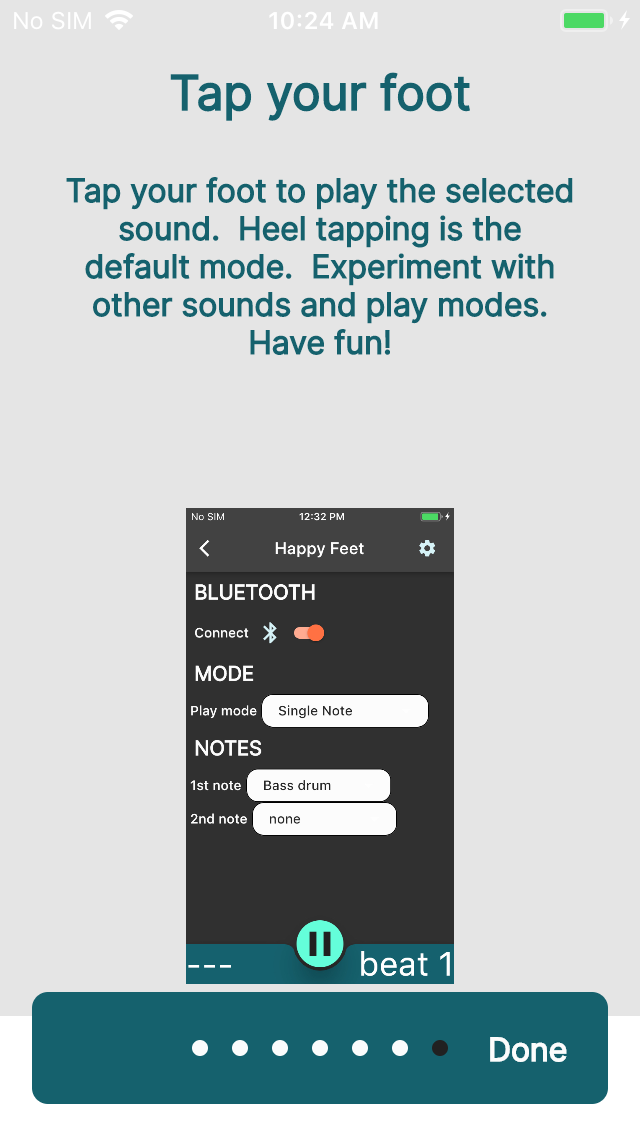 No SIM 10:24 AM
Tap your foot
Tap your foot to play the selected
sound.  Heel tapping is the
default mode.  Experiment with
other sounds and play modes.
Have fun!
No SIM 12:32 PM
Happy Feet
BLUETOOTH
Connect
MODE
Play mode Single Note
NOTES
1st note Bass drum
2nd note none
--- beat 1
Done